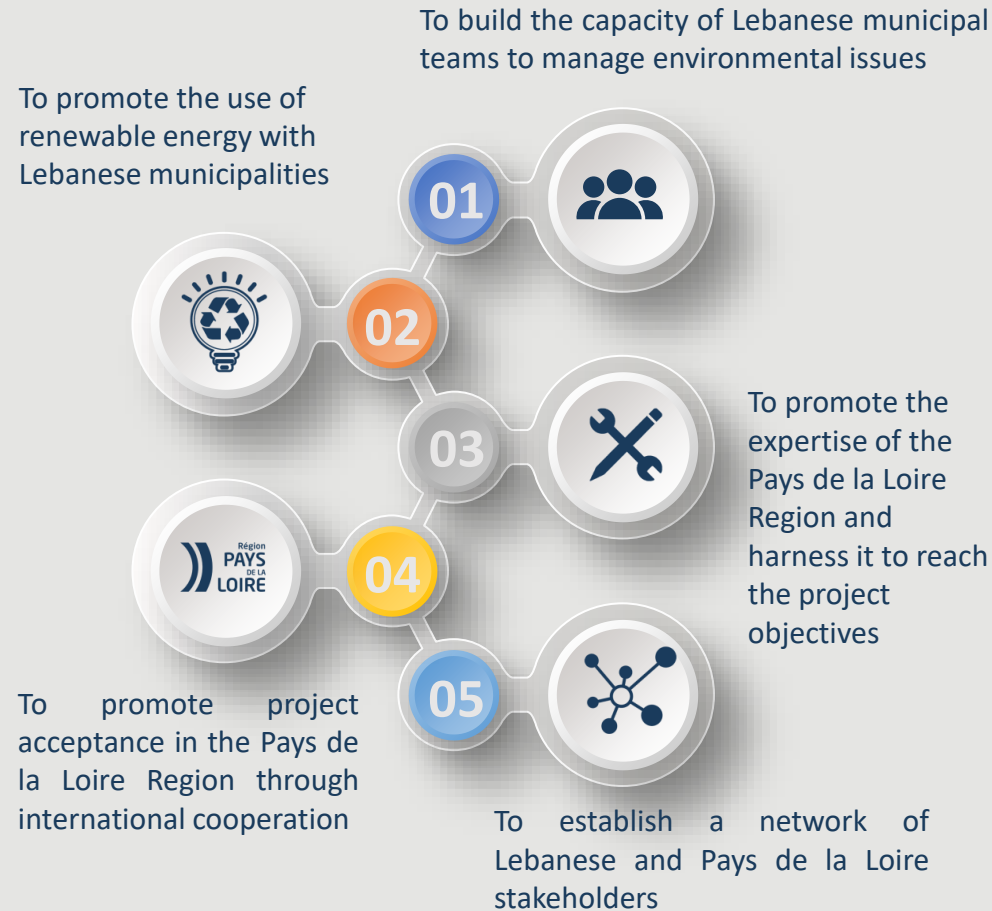 To build the capacity of Lebanese municipal
teams to manage environmental issues
01
To promote the use of
renewable energy with
Lebanese municipalities
02
03
To promote the
expertise of the
Pays de la Loire
Region and
harness it to reach
the project
objectives
Région
PAYS
DE LA
LOIRE
04
To promote project
acceptance in the Pays de
la Loire Region through
international cooperation
05
To establish a network of
Lebanese and Pays de la Loire
stakeholders